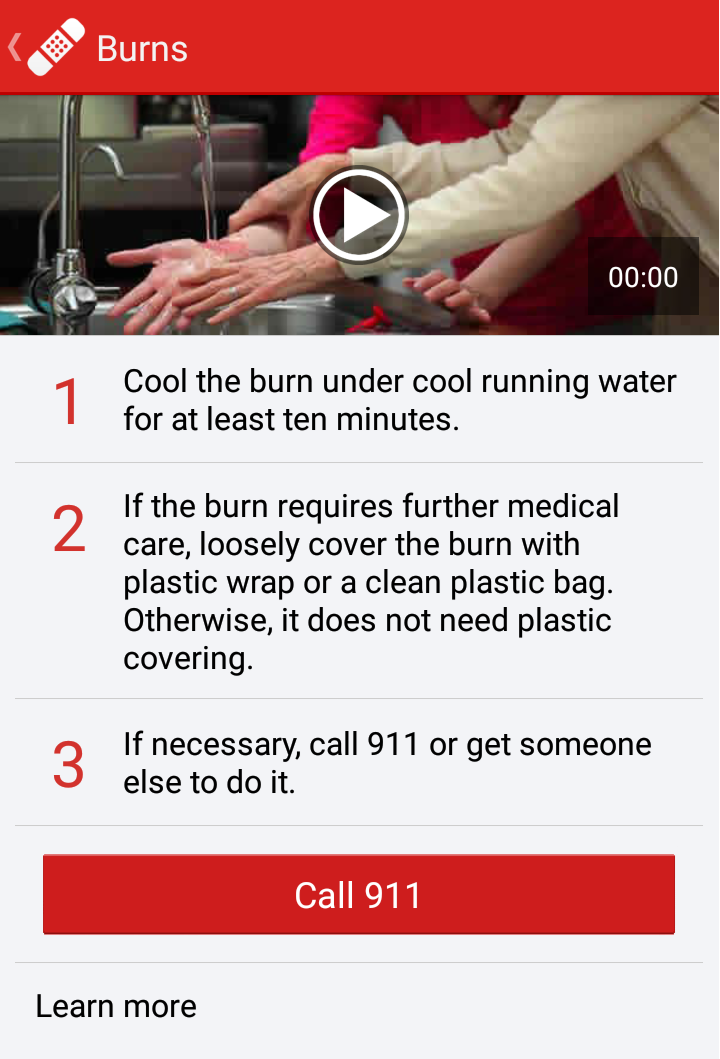 Burns
00:00
1
Cool the burn under cool running water
for at least ten minutes.
2
If the burn requires further medical
care, loosely cover the burn with
plastic wrap or a clean plastic bag.
Otherwise, it does not need plastic
covering.
3
If necessary, call 911 or get someone
else to do it.
Call 911
Learn more